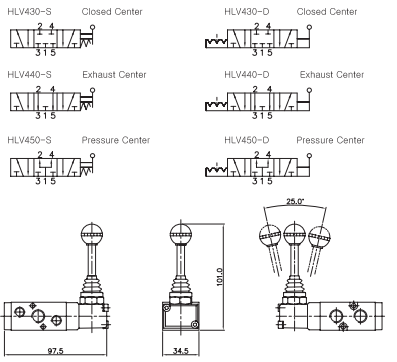 HLV430-S Closed Center
2 4
3 1 5
HLV430-D Closed Center
2 4
3 1 5
HLV440-S Exhaust Center
2 4
3 1 5
HLV440-D Exhaust Center
2 4
3 1 5
HLV450-S Pressure Center
2 4
3 1 5
HLV450-D Pressure Center
2 4
3 1 5
25.0°
101.0
97.5
34.5